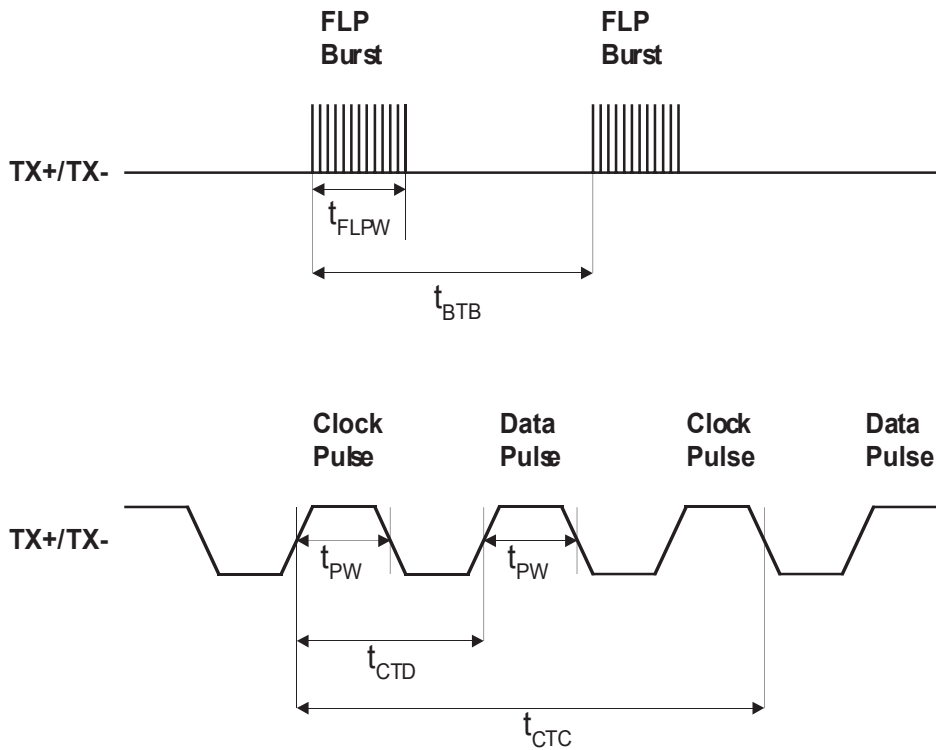 FLP
Burst
FLP
Burst
TX+/TX-
tFLPW
tBTB
Clock
Pulse
Data
Pulse
Clock
Pulse
Data
Pulse
TX+/TX-
tPW
tPW
tCTD
tCTC